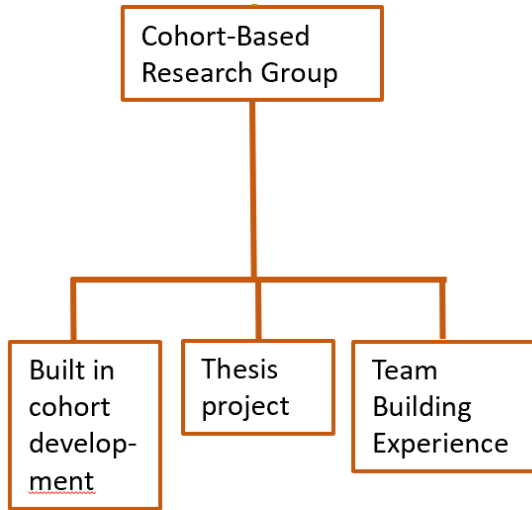 Cohort-Based
Research Group
Built in
cohort
develop-
ment
Thesis
project
Team
Building
Experience